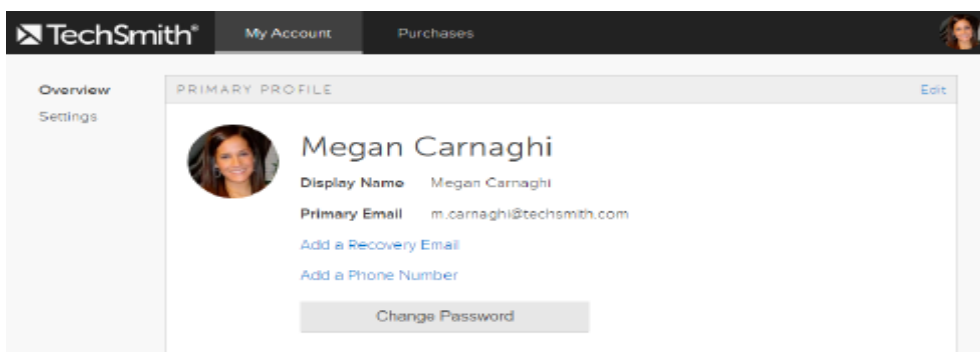 TechSmith® My Account Purchases
Overview
Settings
PRIMARY PROFILE Edit
Megan Carnaghi
Display Name Megan Carnaghi
Primary Email m.carnaghi@techsmith.com
Add a Recovery Email
Add a Phone Number
Change Password